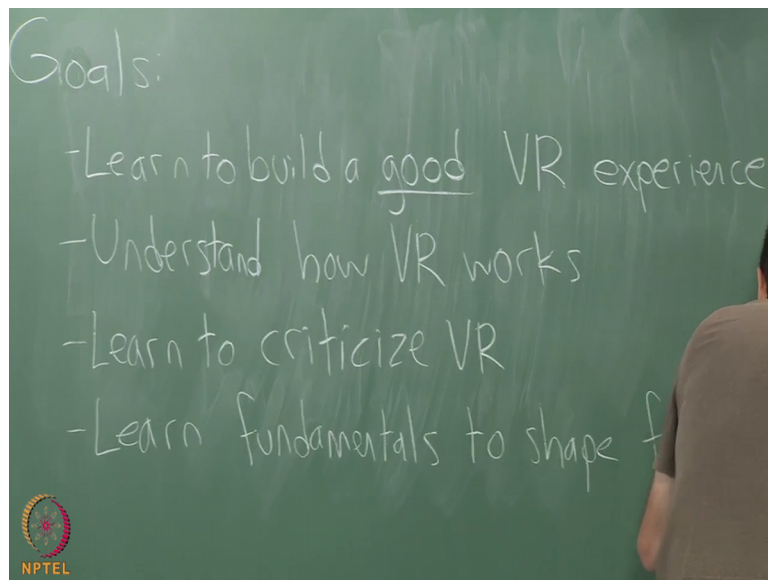 Goals:
-Learn to build a good VR experience
-Understand how VR works
-Learn to criticize VR
-Learn fundamentals to shape f
NPTEL